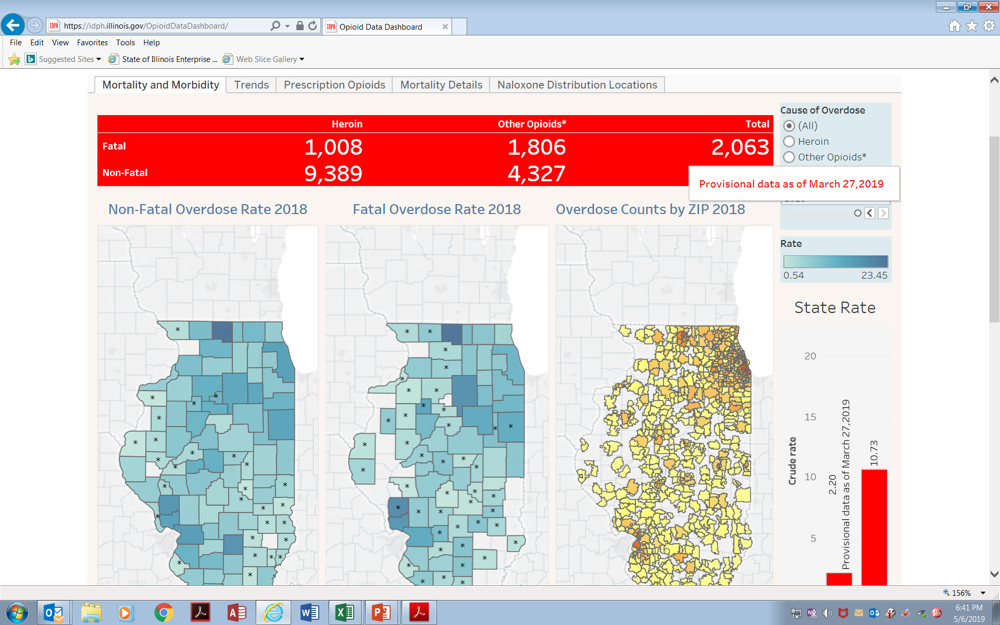 https://idph.illinois.gov/OpioidDataDashboard/
Opioid Data Dashboard
File Edit View Favorites Tools Help
Suggested Sites
State of Illinois Enterprise ...
Web Slice Gallery
Mortality and Morbidity
Trends
Prescription Opioids
Mortality Details
Naloxone Distribution Locations
Heroin Other Opioids* Total
Fatal 1,008 1,806 2,063
Non-Fatal 9,389 4,327
Cause of Overdose
(All)
Heroin
Other Opioids*
Provisional data as of March 27,2019
Non-Fatal Overdose Rate 2018
Fatal Overdose Rate 2018
Overdose Counts by ZIP 2018
Rate
0.54 23.45
State Rate
20
15
10
5
Crude rate
2.20
Provisional data as of March 27,2019
10.73
156%
6:41 PM
5/6/2019